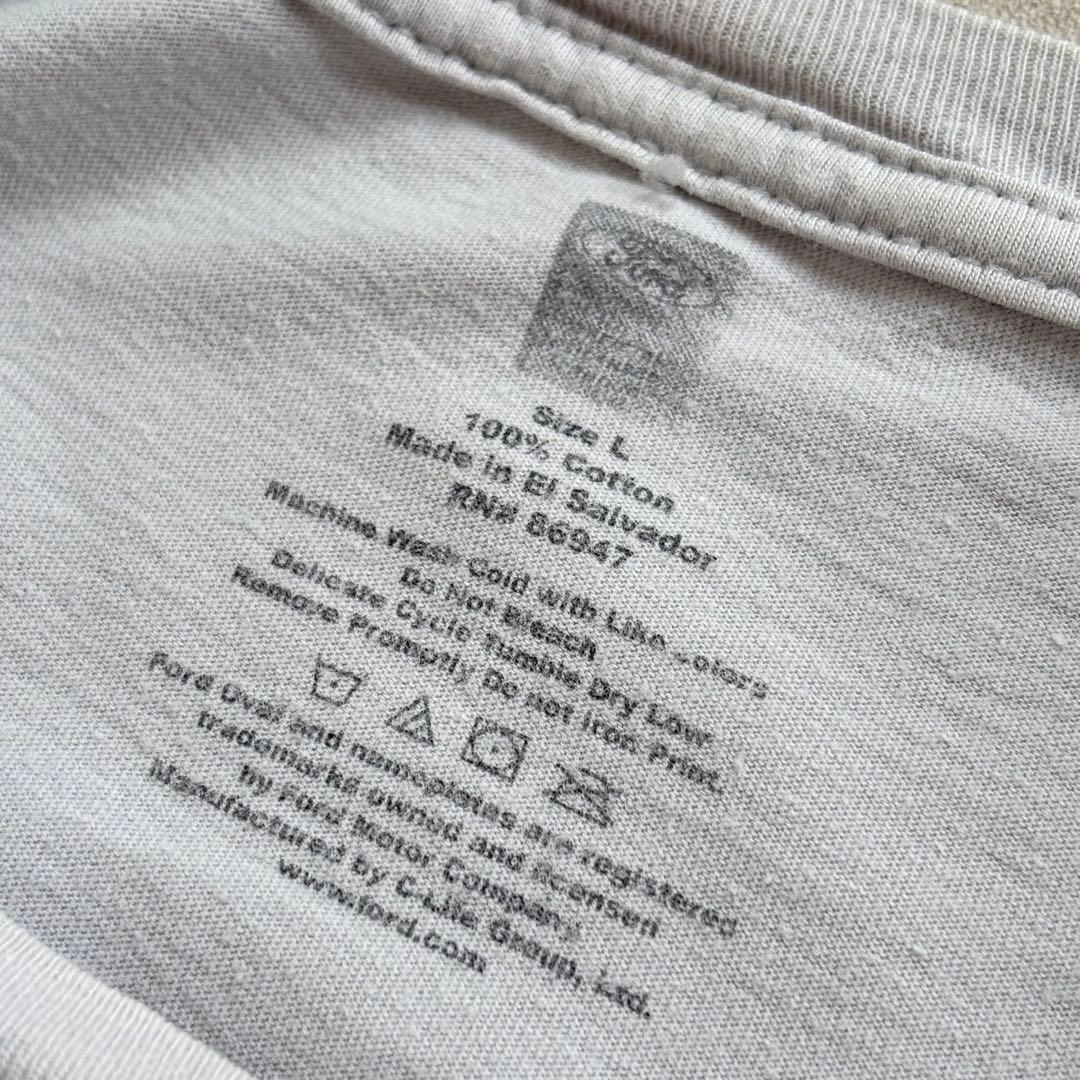 Ford
Size L
100% Cotton
Made in El Salvador
RN# 86947
Machine Wash Cold with Like Colors
Do Not Bleach
Delicate Cycle Tumble Dry Low
Remove Promptly Do not Iron Print.
Ford Oval and nameplates are registered
trademarks owned and licensed
by Ford Motor Company
Manufactured by C-Life Group, Ltd.
www.ford.com